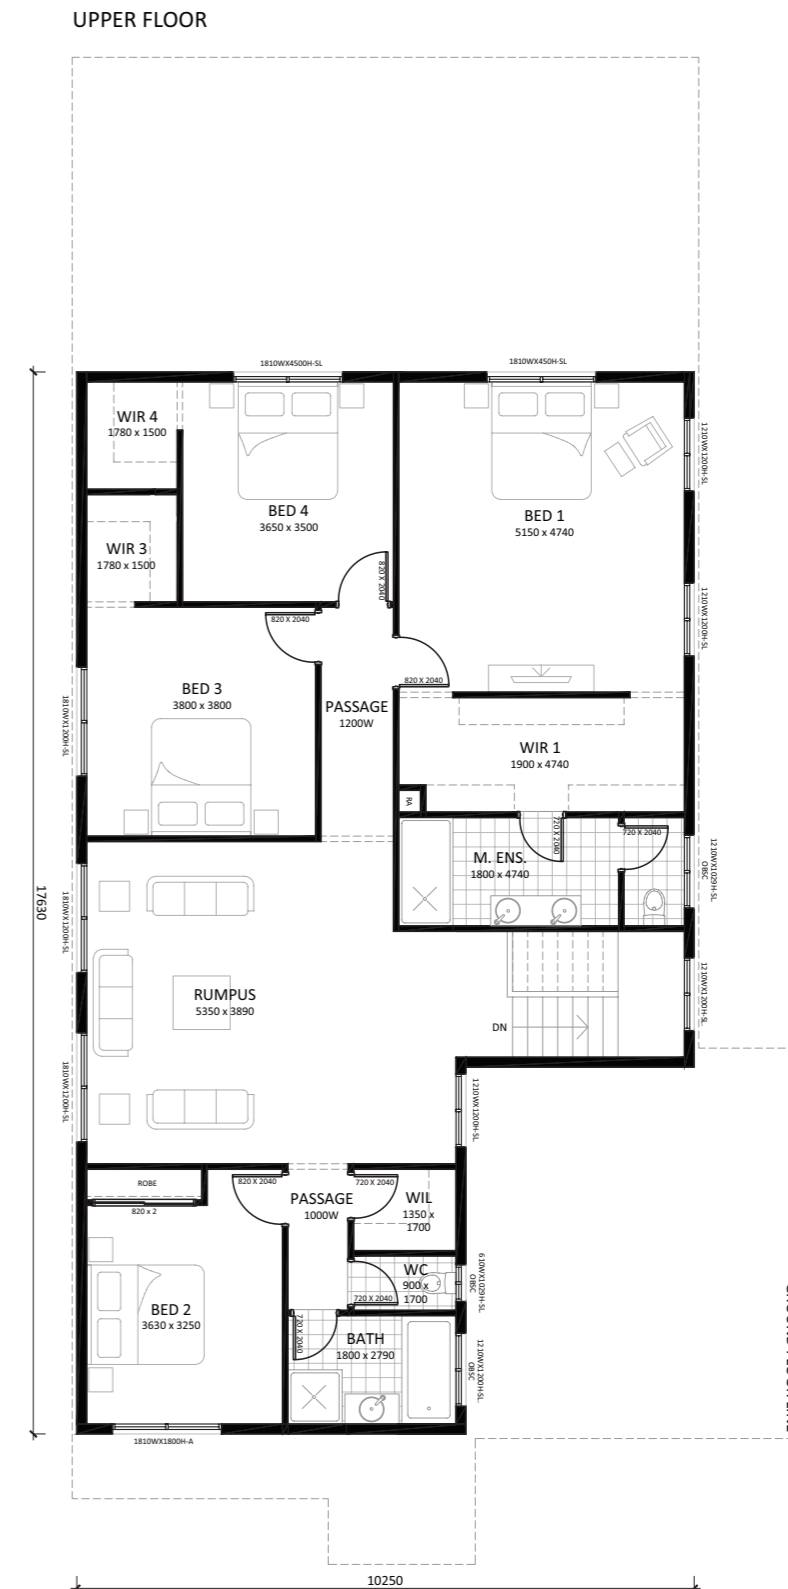 UPPER FLOOR
1810WX4500H-SL
1810WX450H-SL
WIR 4
1780 x 1500
BED 4
3650 x 3500
BED 1
5150 x 4740
1210WX1200H-SL
WIR 3
1780 x 1500
820 X 2040
820 X 2040
1210WX1200H-SL
820 X 2040
BED 3
3800 x 3800
PASSAGE
1200W
1810WX1200H-SL
WIR 1
1900 x 4740
RA
720 X 2040
720 X 2040
M. ENS.
1800 x 4740
1210WX1029H-SL
OBSC
17630
1810WX1200H-SL
RUMPUS
5350 x 3890
DN
1210WX1200H-SL
1810WX1200H-SL
1210WX1200H-SL
ROBE
820 x 2
820 X 2040
PASSAGE
1000W
720 X 2040
WIL
1350 x
1700
WC
900 x
1700
720 X 2040
610WX1029H-SL
OBSC
BED 2
3630 x 3250
720 X 2040
BATH
1800 x 2790
1210WX1200H-SL
OBSC
1810WX1800H-A
10250